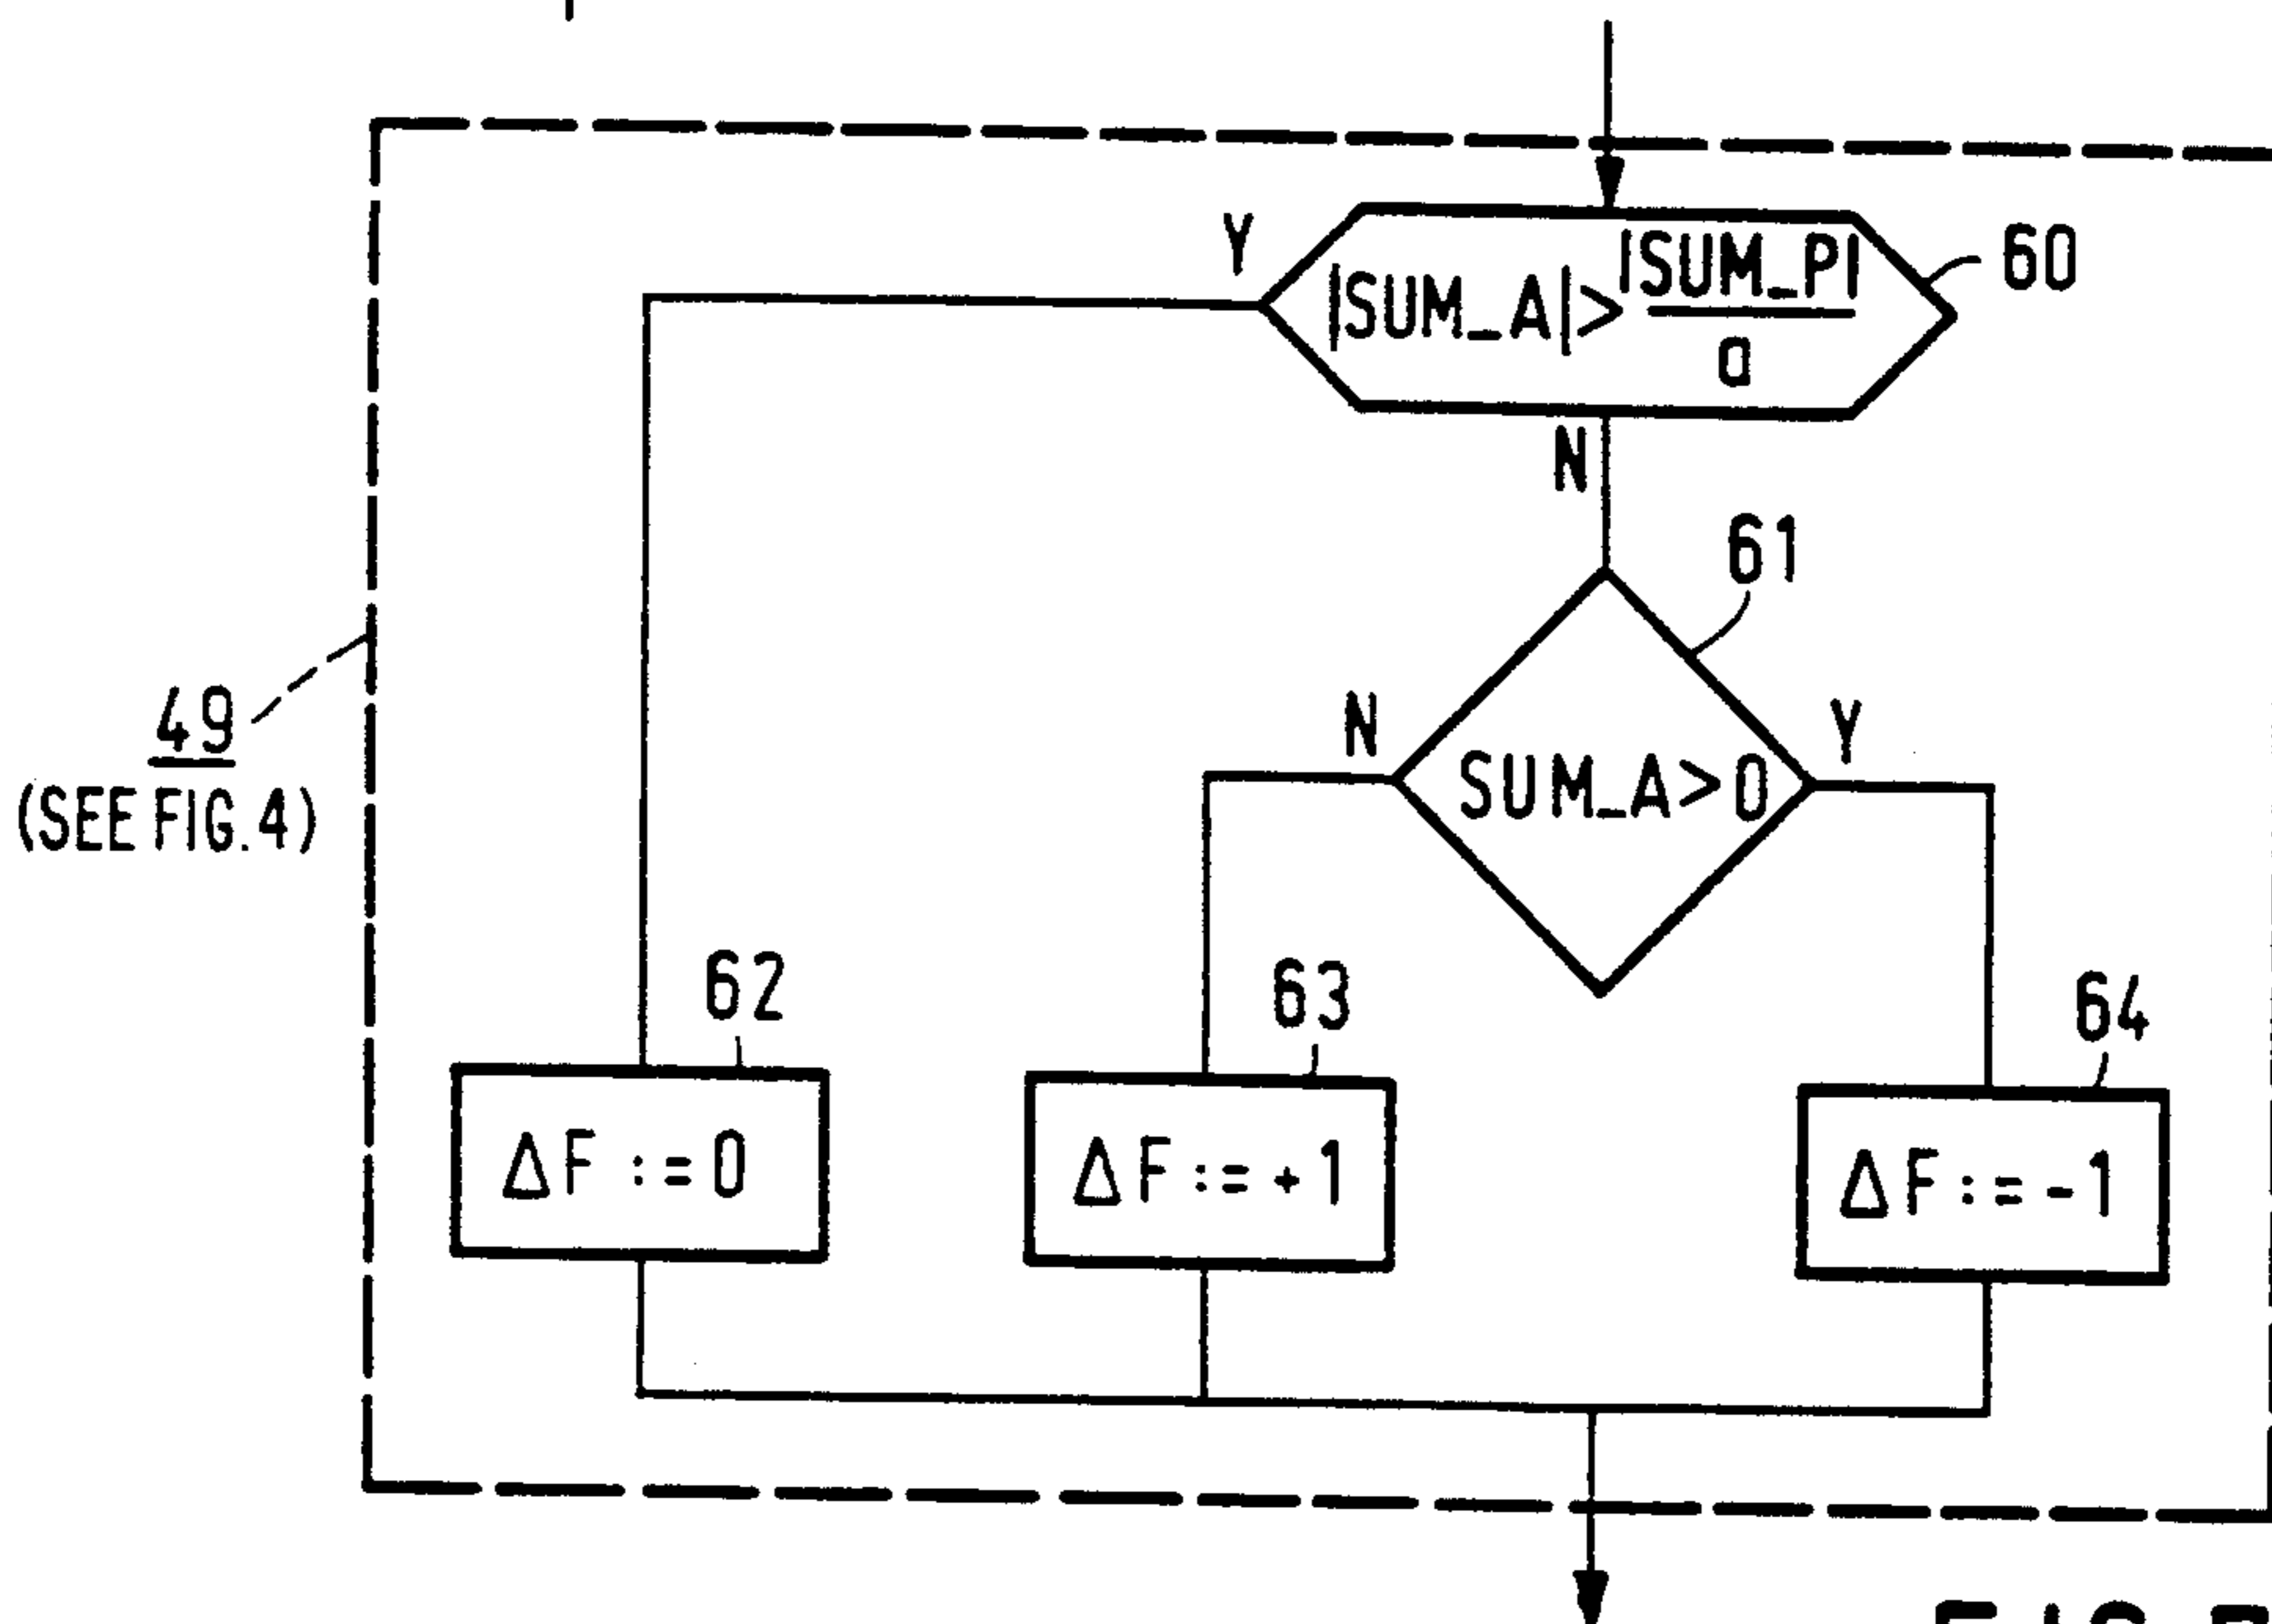 Y
|SUM_A|>|SUM_P|/a
60
N
61
N
Y
SUM_A>0
49
(SEE FIG.4)
62
63
64
ΔF:=0
ΔF:=+1
ΔF:=-1